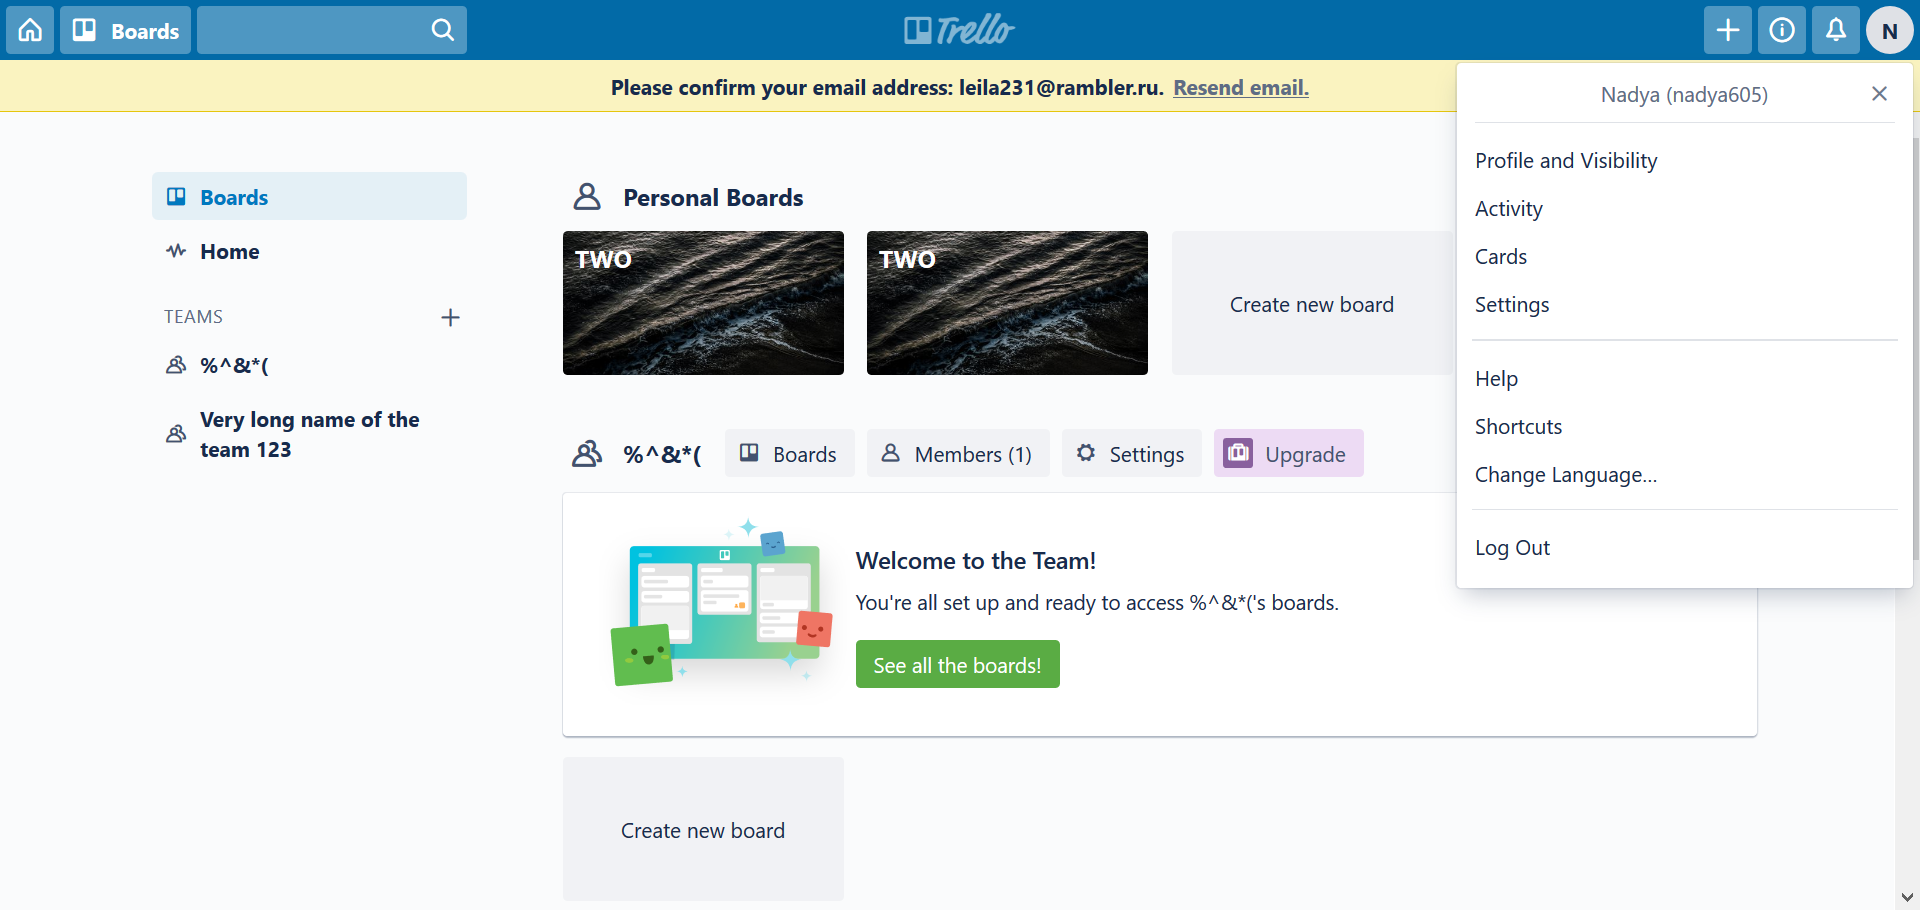 Boards
Trello
N
Please confirm your email address: leila231@rambler.ru. Resend email.
Nadya (nadya605)
Profile and Visibility
Activity
Cards
Settings
Help
Shortcuts
Change Language...
Log Out
Boards
Home
TEAMS
%^&*(
Very long name of the
team 123
Personal Boards
TWO
TWO
Create new board
%^&*(
Boards
Members (1)
Settings
Upgrade
Welcome to the Team!
You're all set up and ready to access %^&*('s boards.
See all the boards!
Create new board